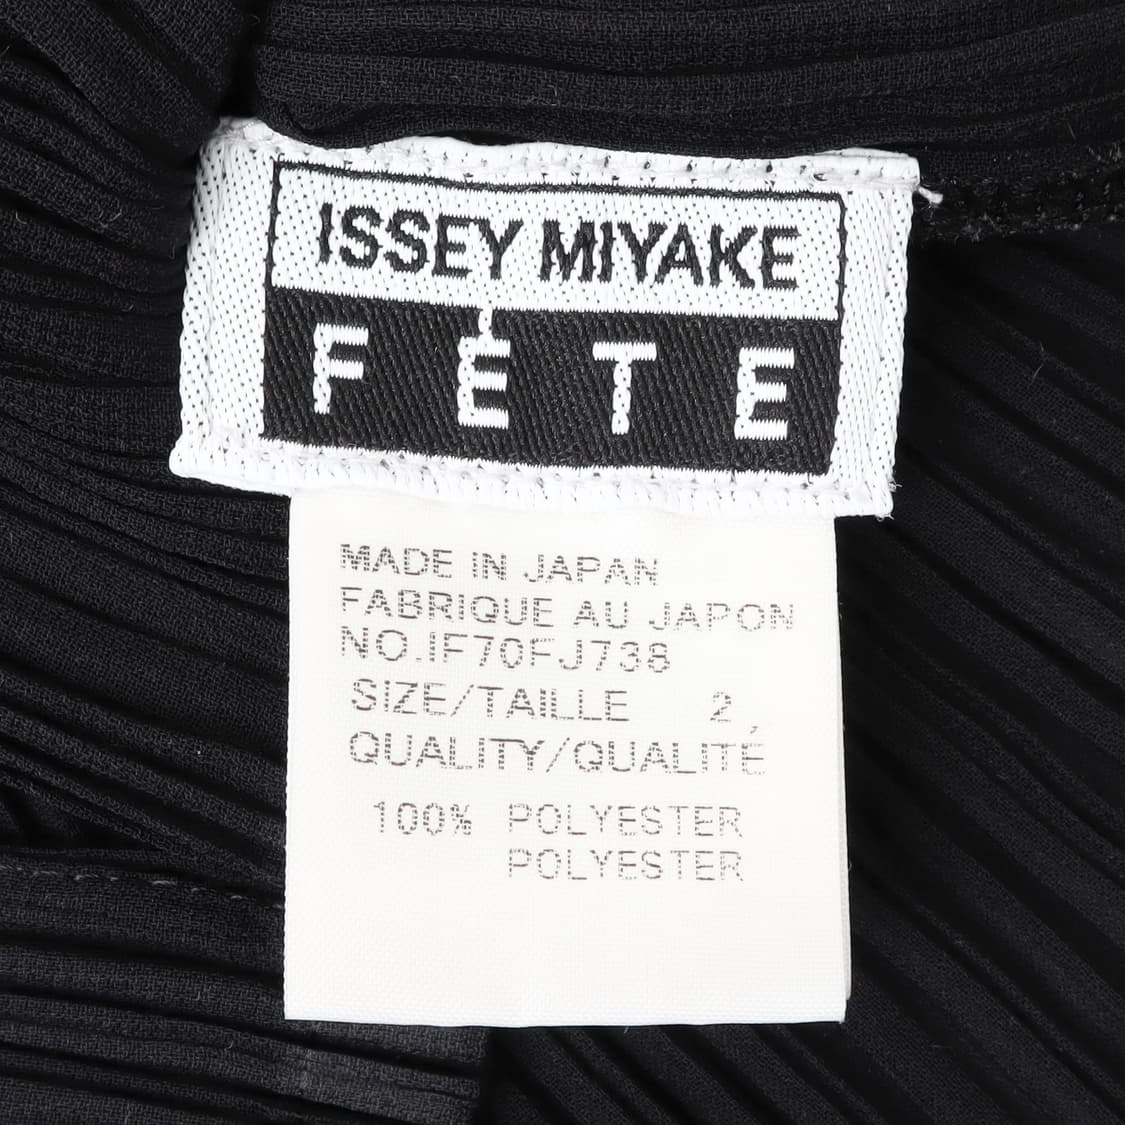 ISSEY MIYAKE
FÊTE
MADE IN JAPAN
FABRIQUE AU JAPON
NO.IF70FJ738
SIZE/TAILLE 2
QUALITY/QUALITÉ
100% POLYESTER
POLYESTER